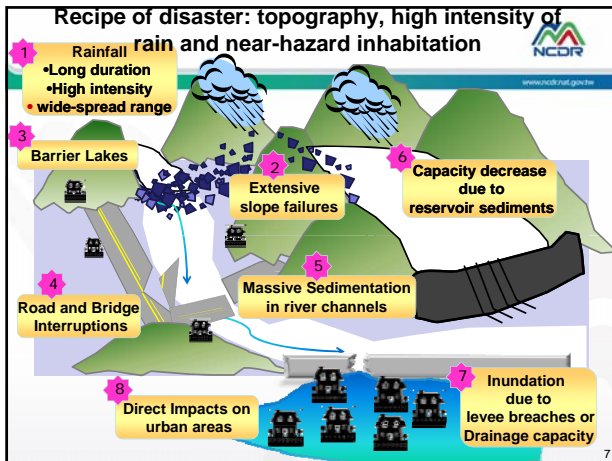 Recipe of disaster: topography, high intensity of
rain and near-hazard inhabitation
NCDR
www.ncdr.nat.gov.tw
1
Rainfall
•Long duration
•High intensity
• wide-spread range
3
Barrier Lakes
2
Extensive
slope failures
6
Capacity decrease
due to
reservoir sediments
4
Road and Bridge
Interruptions
5
Massive Sedimentation
in river channels
8
Direct Impacts on
urban areas
7
Inundation
due to
levee breaches or
Drainage capacity
7